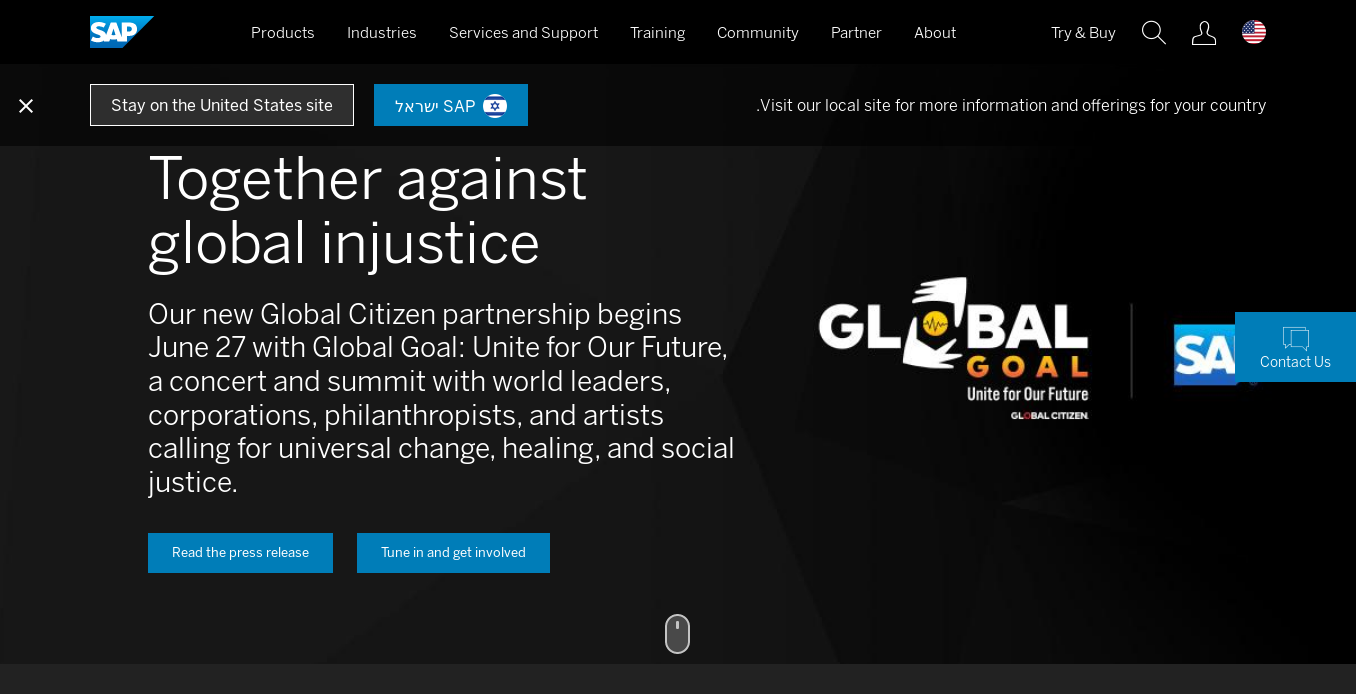 SAP
Products
Industries
Services and Support
Training
Community
Partner
About
Try & Buy
Stay on the United States site
SAP ישראל
.Visit our local site for more information and offerings for your country
Together against
global injustice
Our new Global Citizen partnership begins
June 27 with Global Goal: Unite for Our Future,
a concert and summit with world leaders,
corporations, philanthropists, and artists
calling for universal change, healing, and social
justice.
Read the press release
Tune in and get involved
GLOBAL
GOAL
Unite for Our Future
GLOBAL CITIZEN.
SA
Contact Us